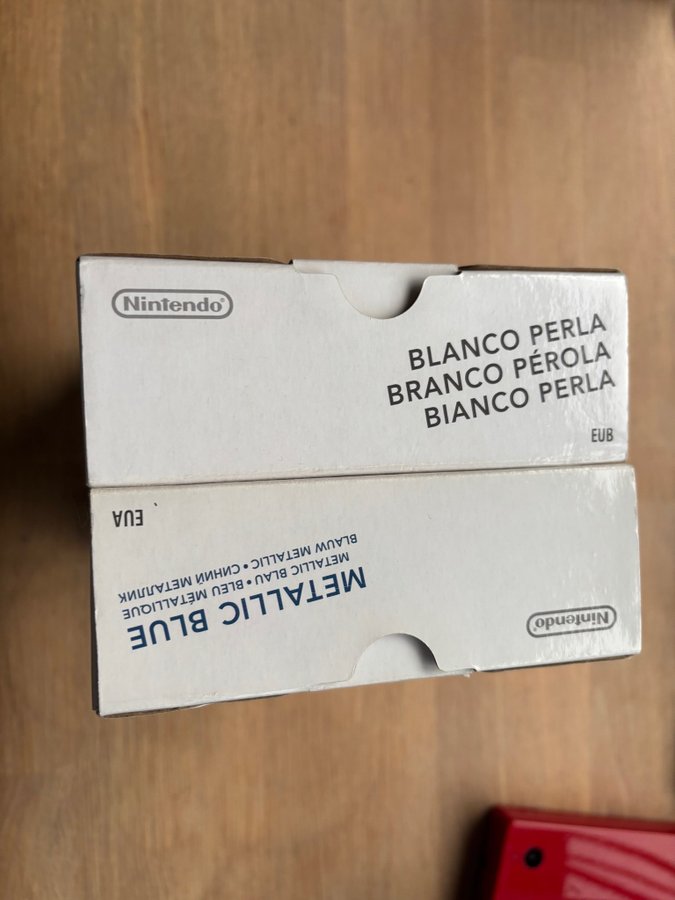 Nintendo®
BLANCO PERLA
BRANCO PÉROLA
BIANCO PERLA
EUB
EUA
METALLIC BLUE
METALLIC BLAU • BLEU MÉTALLIQUE
BLAUW METALLIC • СИНИЙ МЕТАЛЛИК
Nintendo®